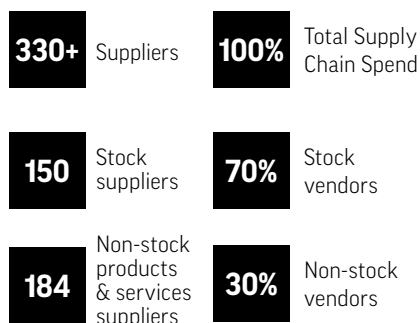 330+
Suppliers
100%
Total Supply
Chain Spend
150
Stock
suppliers
70%
Stock
vendors
184
Non-stock
products
& services
suppliers
30%
Non-stock
vendors